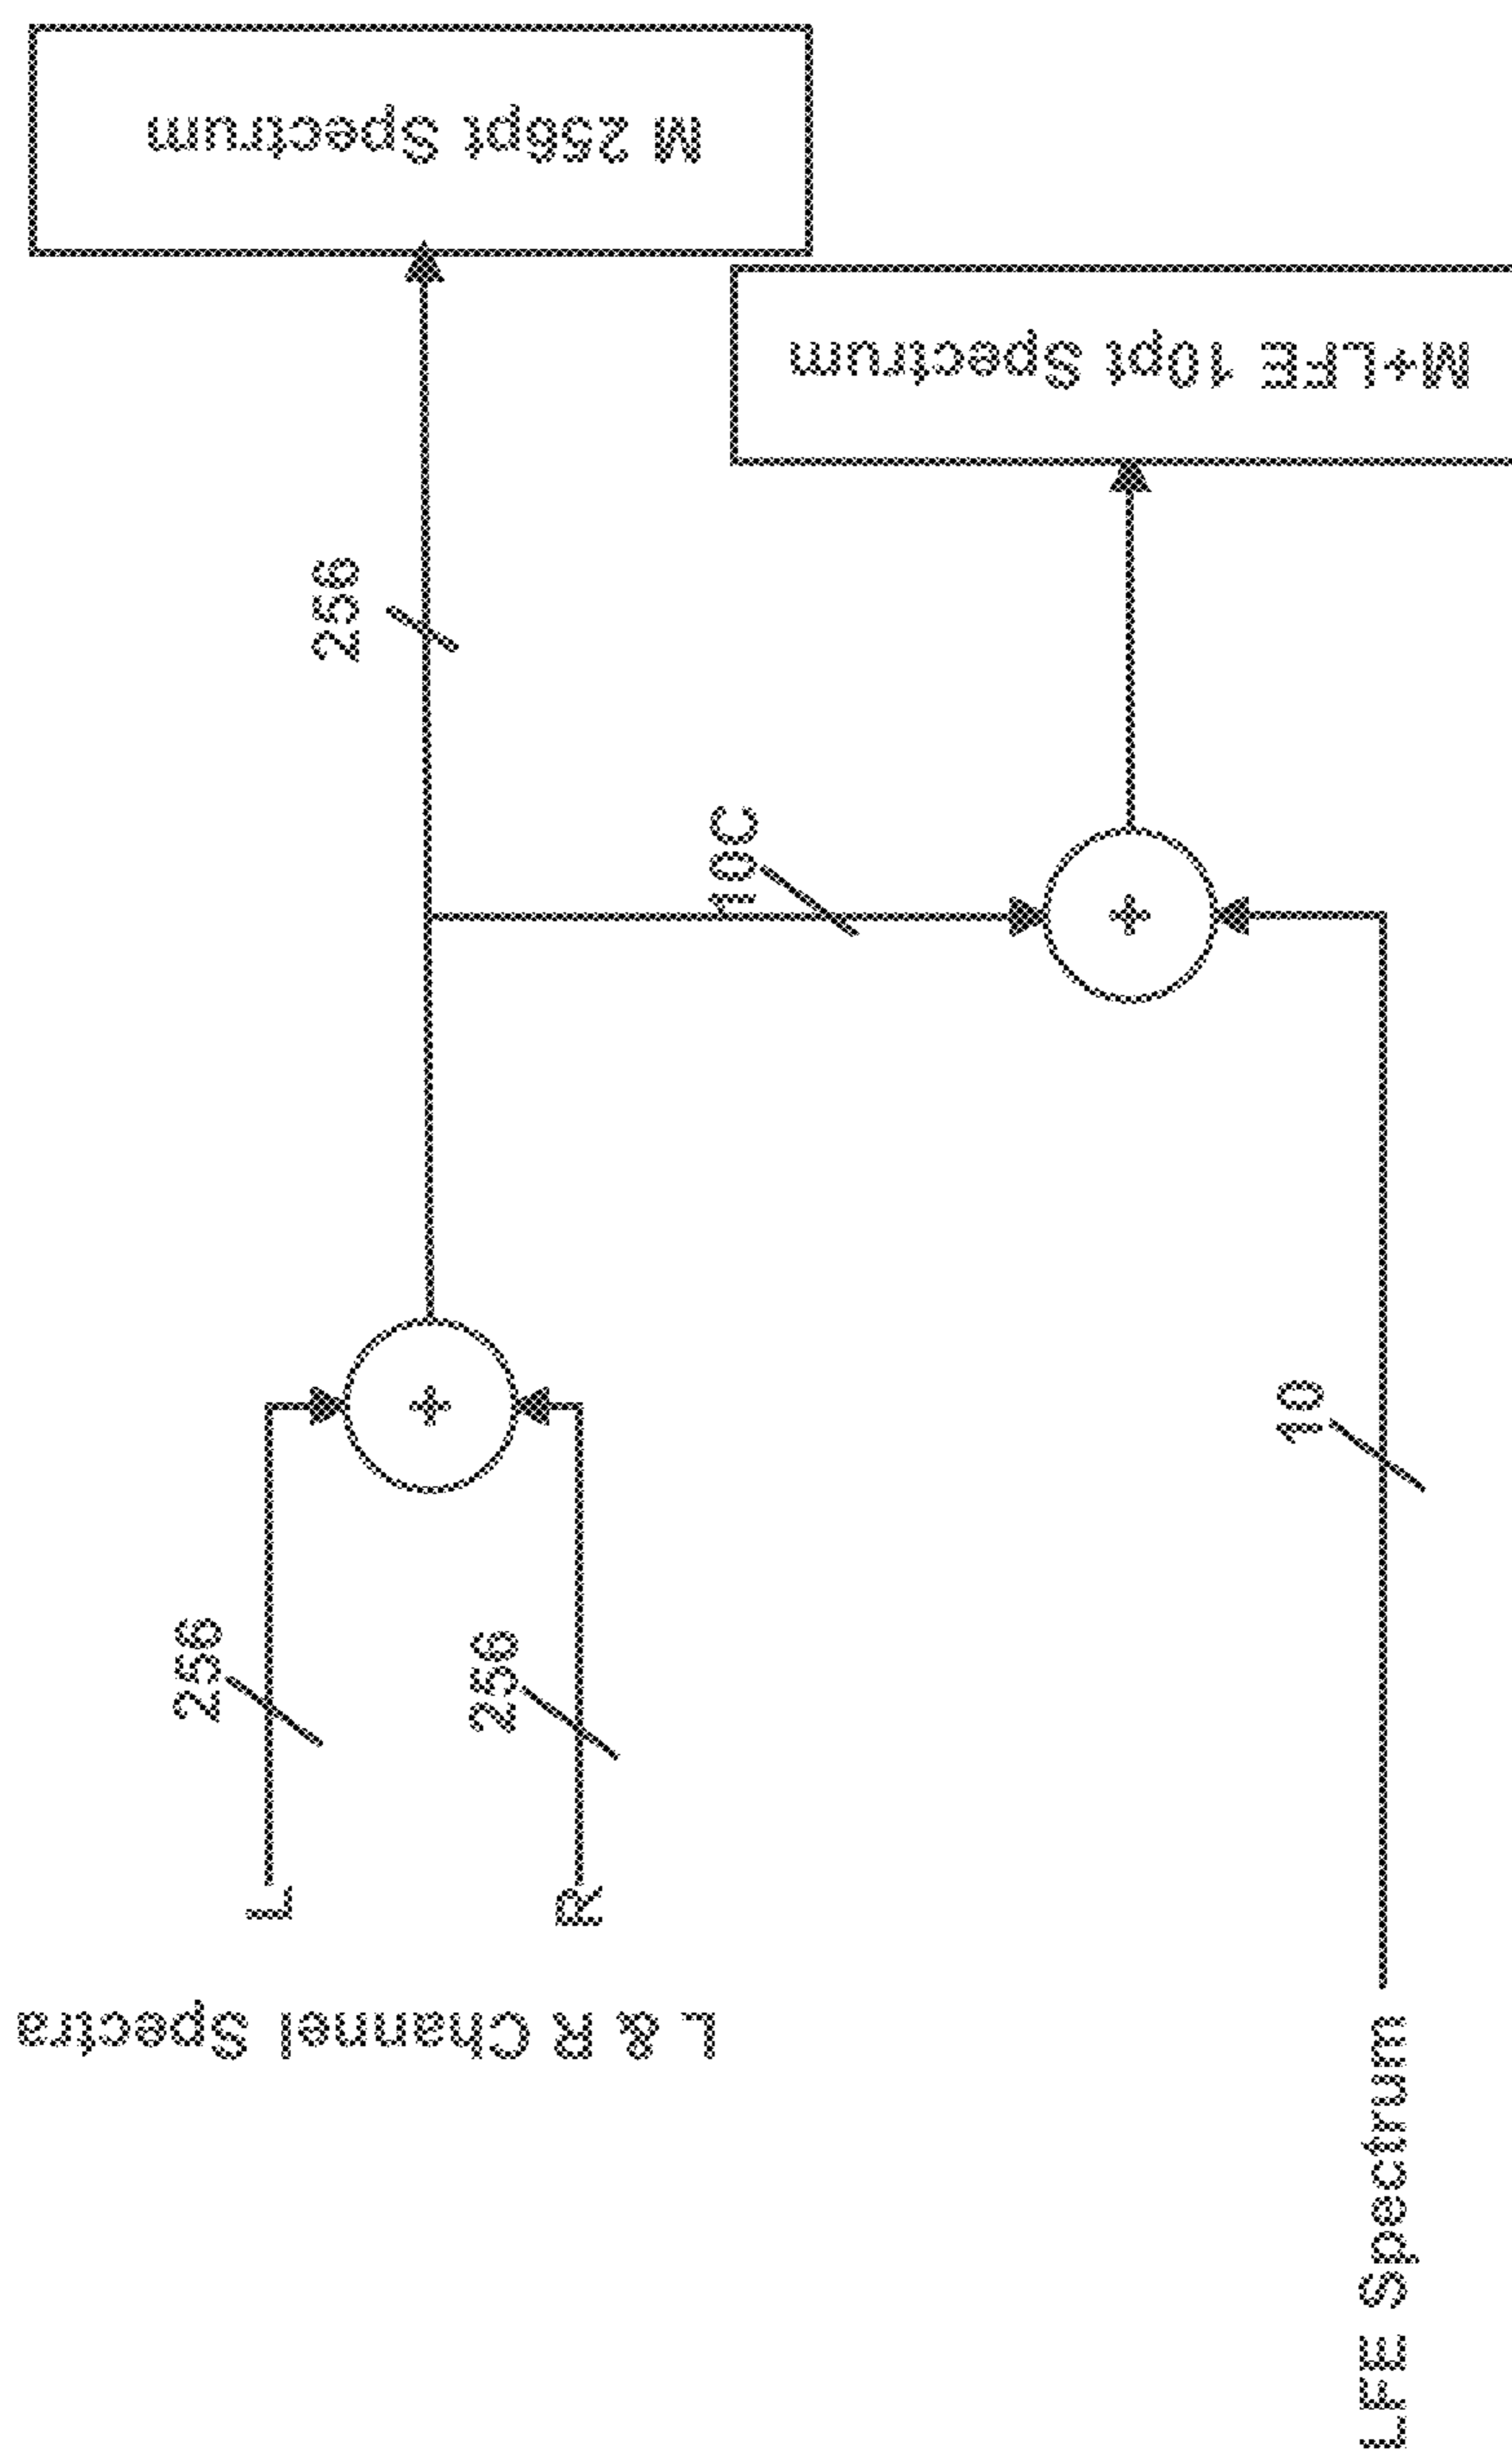 M 256pt Spectrum
M+LFE 10pt Spectrum
256
10C
+
+
10
256
256
L
R
L & R Channel Spectra
LFE Spectrum